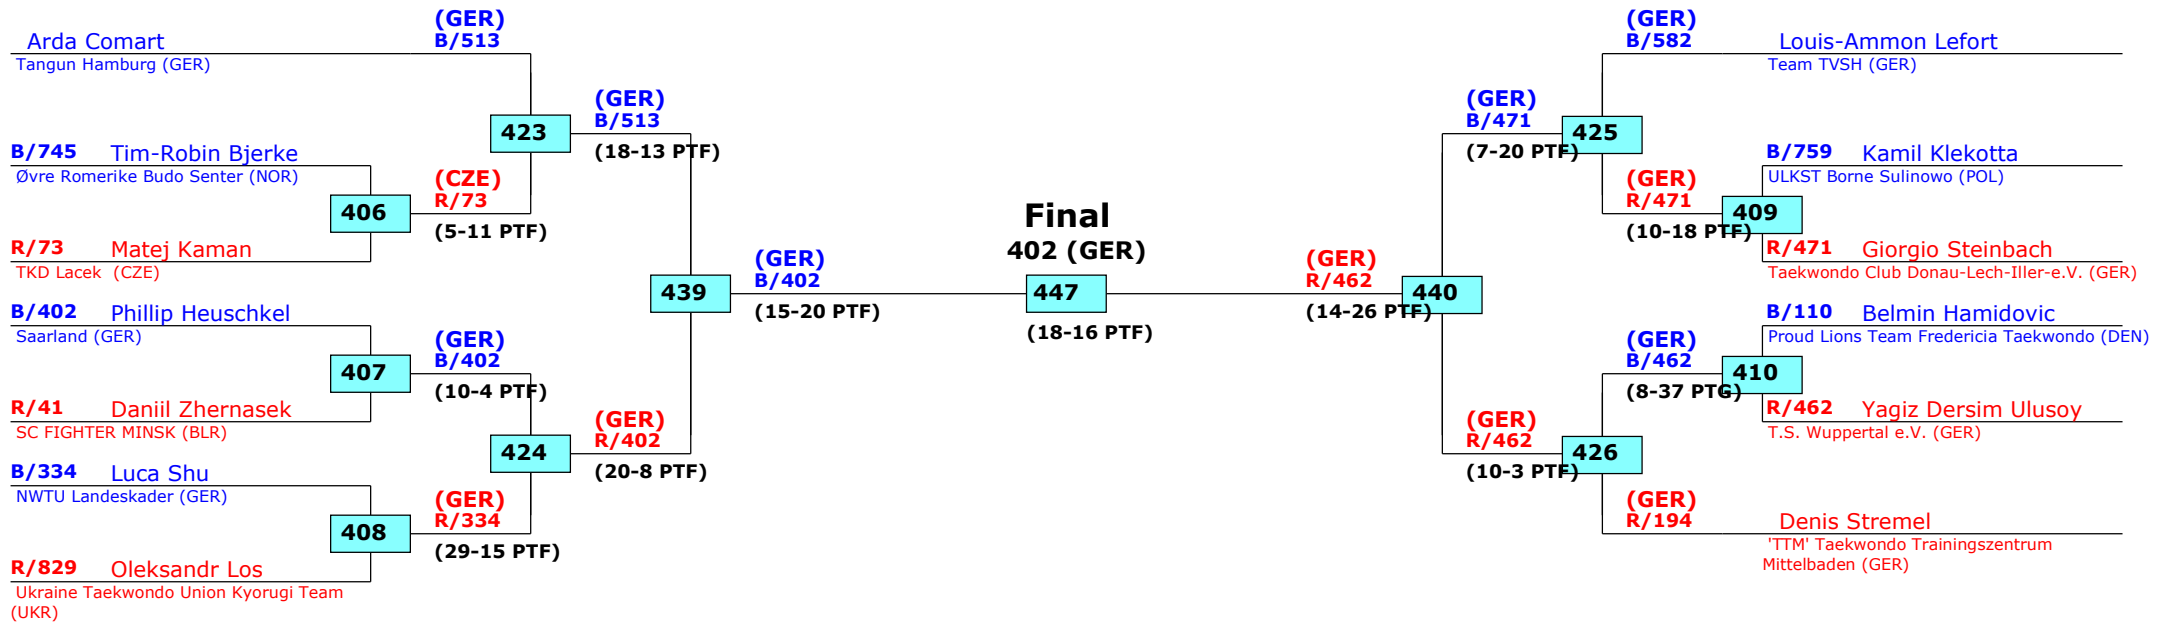 (GER)
B/513
Arda Comart
Tangun Hamburg (GER)
423
(GER)
B/513
(18-13 PTF)
B/745 Tim-Robin Bjerke
Øvre Romerike Budo Senter (NOR)
406
(CZE)
R/73
(5-11 PTF)
R/73 Matej Kaman
TKD Lacek (CZE)
439
(GER)
B/402
(15-20 PTF)
B/402 Phillip Heuschkel
Saarland (GER)
407
(GER)
B/402
(10-4 PTF)
R/41 Daniil Zhernasek
SC FIGHTER MINSK (BLR)
424
(GER)
R/402
(20-8 PTF)
B/334 Luca Shu
NWTU Landeskader (GER)
408
(GER)
R/334
(29-15 PTF)
R/829 Oleksandr Los
Ukraine Taekwondo Union Kyorugi Team
(UKR)
Final
402 (GER)
447
(18-16 PTF)
(GER)
B/582
Louis-Ammon Lefort
Team TVSH (GER)
(GER)
B/471
425
(7-20 PTF)
B/759 Kamil Klekotta
ULKST Borne Sulinowo (POL)
(GER)
R/471
409
(10-18 PTF)
R/471 Giorgio Steinbach
Taekwondo Club Donau-Lech-Iller-e.V. (GER)
(GER)
R/462
440
(14-26 PTF)
B/110 Belmin Hamidovic
Proud Lions Team Fredericia Taekwondo (DEN)
(GER)
B/462
410
(8-37 PTG)
R/462 Yagiz Dersim Ulusoy
T.S. Wuppertal e.V. (GER)
(GER)
R/462
426
(10-3 PTF)
(GER)
R/194
Denis Stremel
'TTM' Taekwondo Trainingszentrum
Mittelbaden (GER)